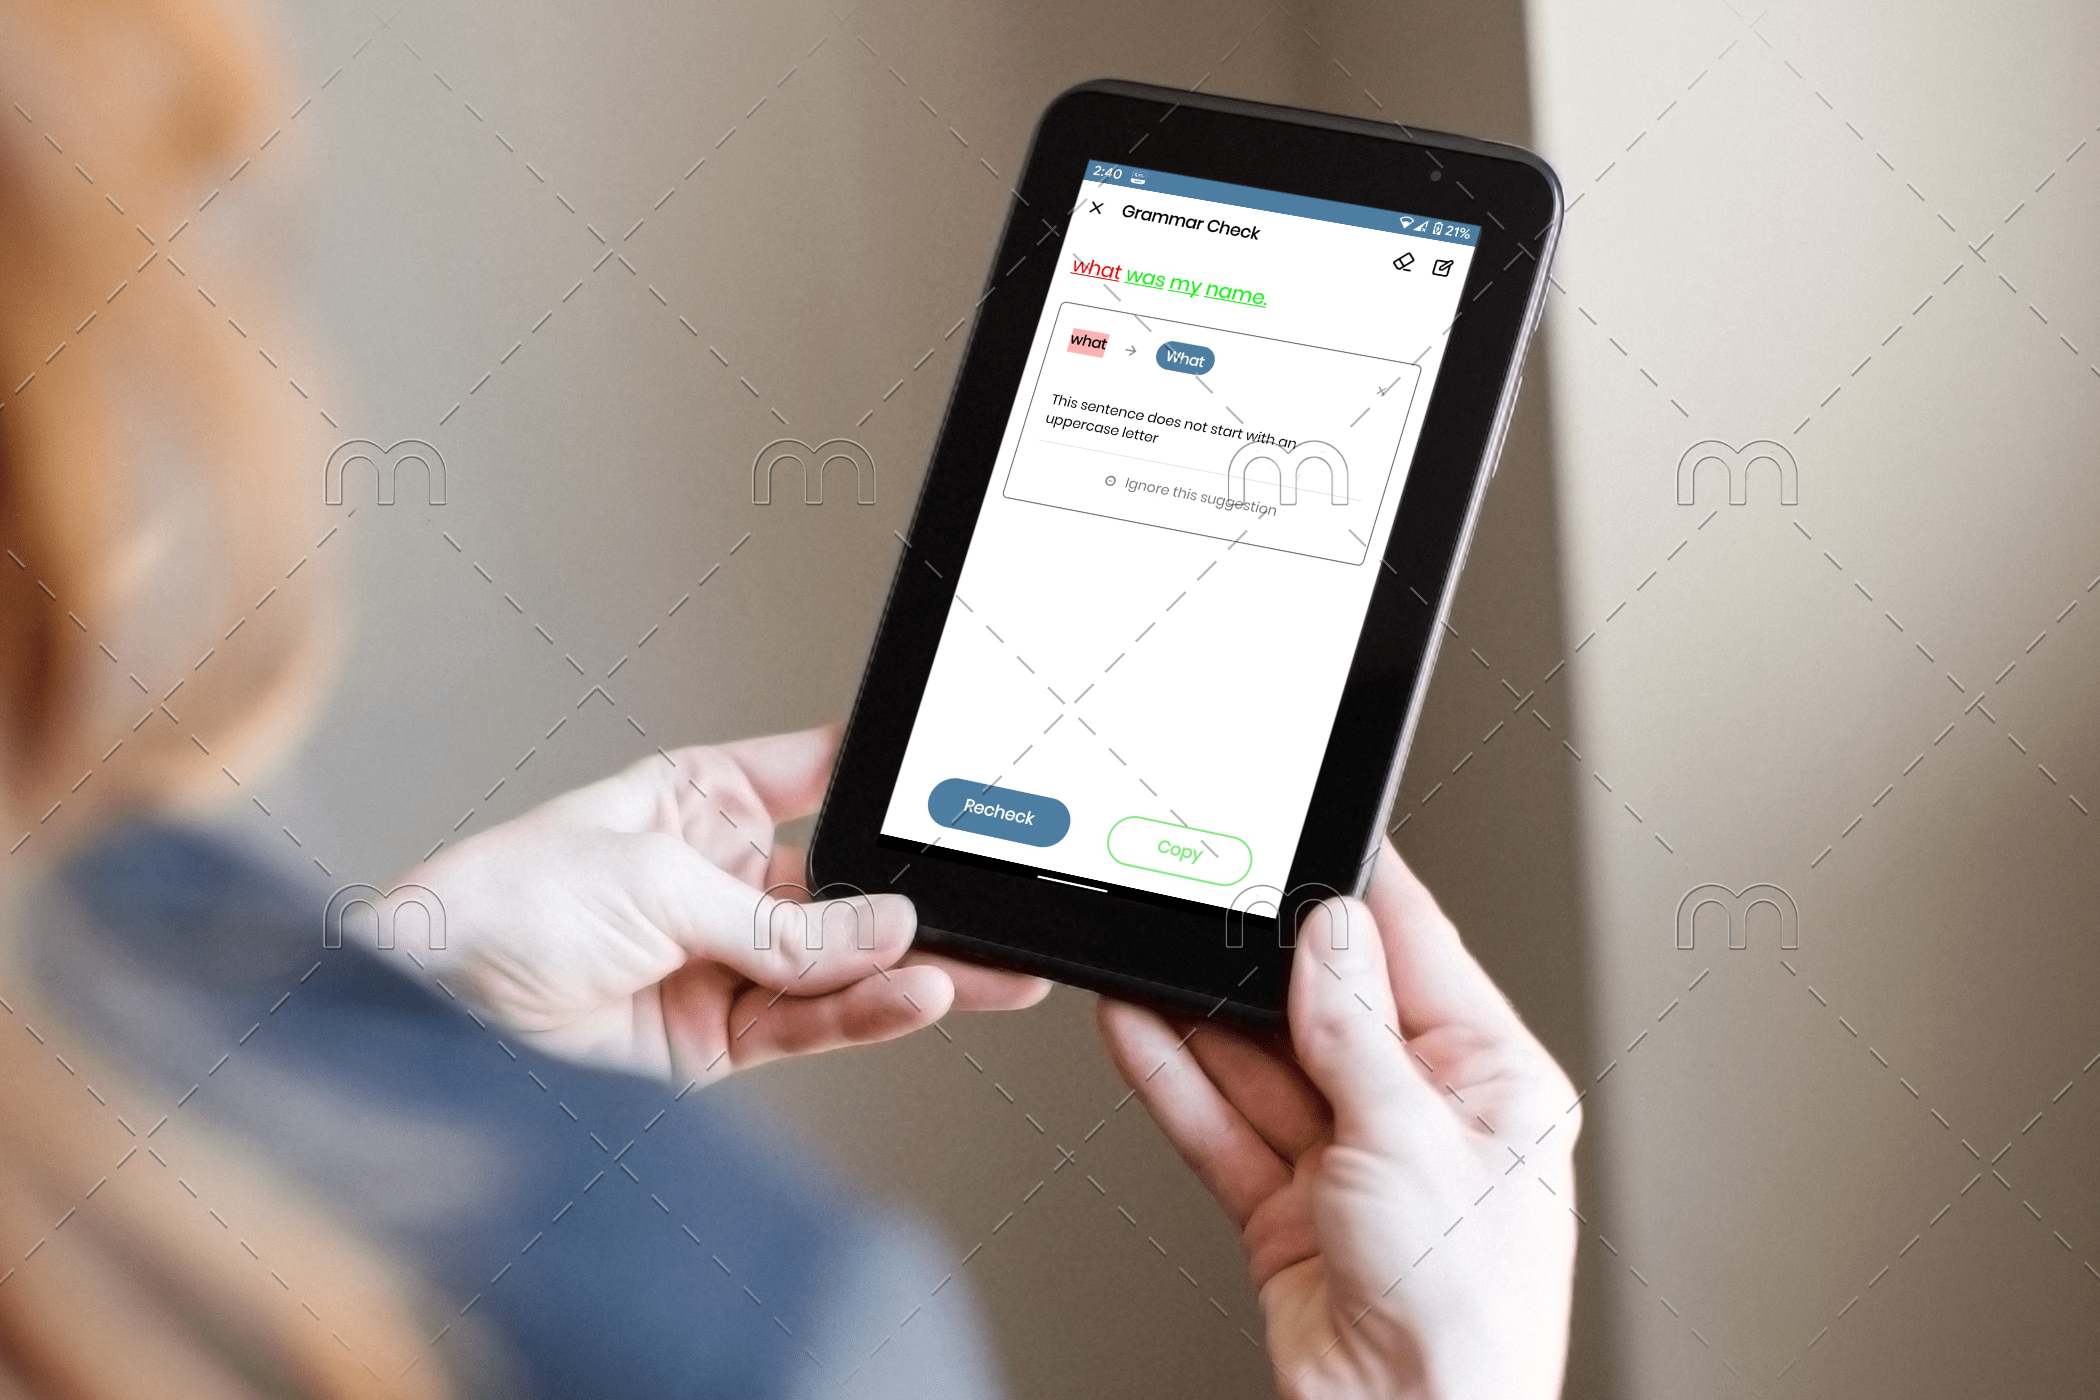 2:40
21%
Grammar Check
what was my name.
what → What
This sentence does not start with an
uppercase letter
Ignore this suggestion
Recheck
Copy